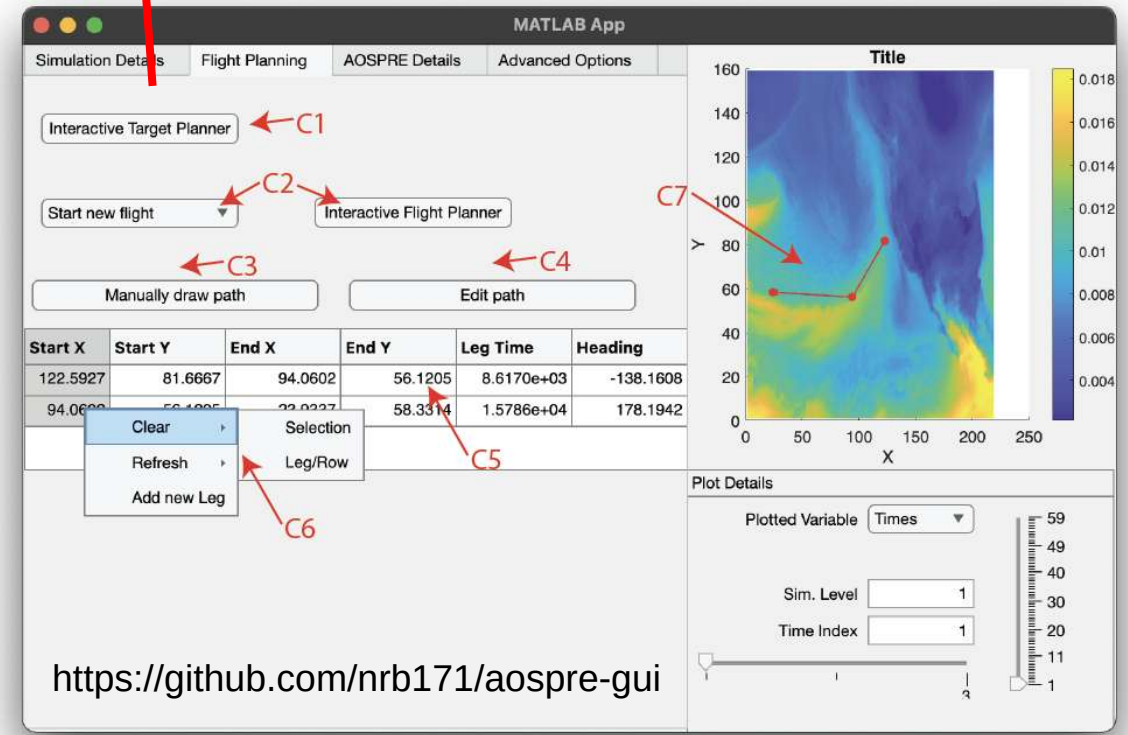 MATLAB App
Simulation Details Flight Planning AOSPRE Details Advanced Options
Interactive Target Planner C1
C2
Start new flight Interactive Flight Planner
C3 C4
Manually draw path Edit path
Start X Start Y End X End Y Leg Time Heading
122.5927 81.6667 94.0602 56.1205 8.6170e+03 -138.1608
58.3314 1.5786e+04 178.1942
Clear Selection
Refresh Leg/Row
Add new Leg
C5
C6
https://github.com/nrb171/aospre-gui
Title
C7
160
140
120
100
80
60
40
20
0
Y
0 50 100 150 200 250
X
0.018
0.016
0.014
0.012
0.01
0.008
0.006
0.004
Plot Details
Plotted Variable Times
Sim. Level 1
Time Index 1
1 3
59
49
40
30
20
11
1